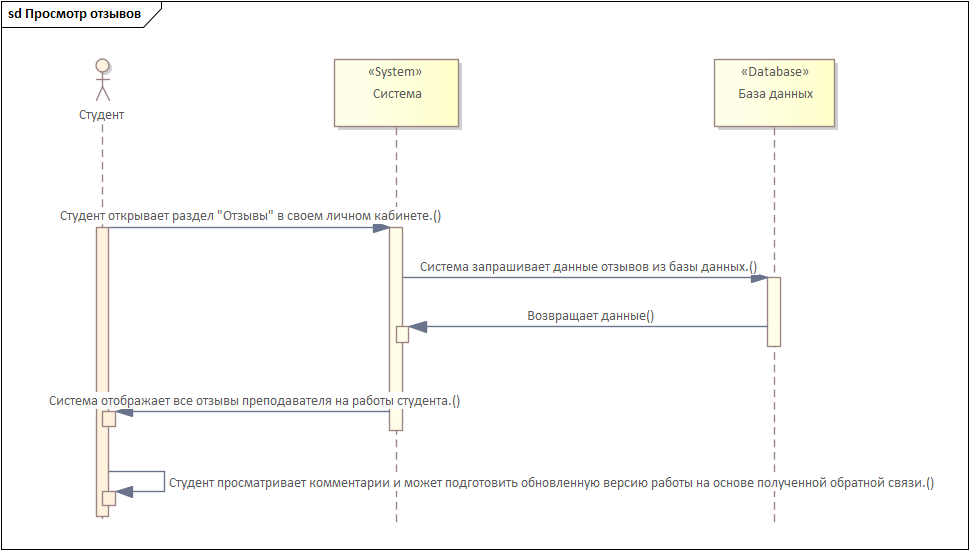 sd Просмотр отзывов
Студент
«System»
Система
«Database»
База данных
Студент открывает раздел "Отзывы" в своем личном кабинете.()
Система запрашивает данные отзывов из базы данных.()
Возвращает данные()
Система отображает все отзывы преподавателя на работы студента.()
Студент просматривает комментарии и может подготовить обновленную версию работы на основе полученной обратной связи.()